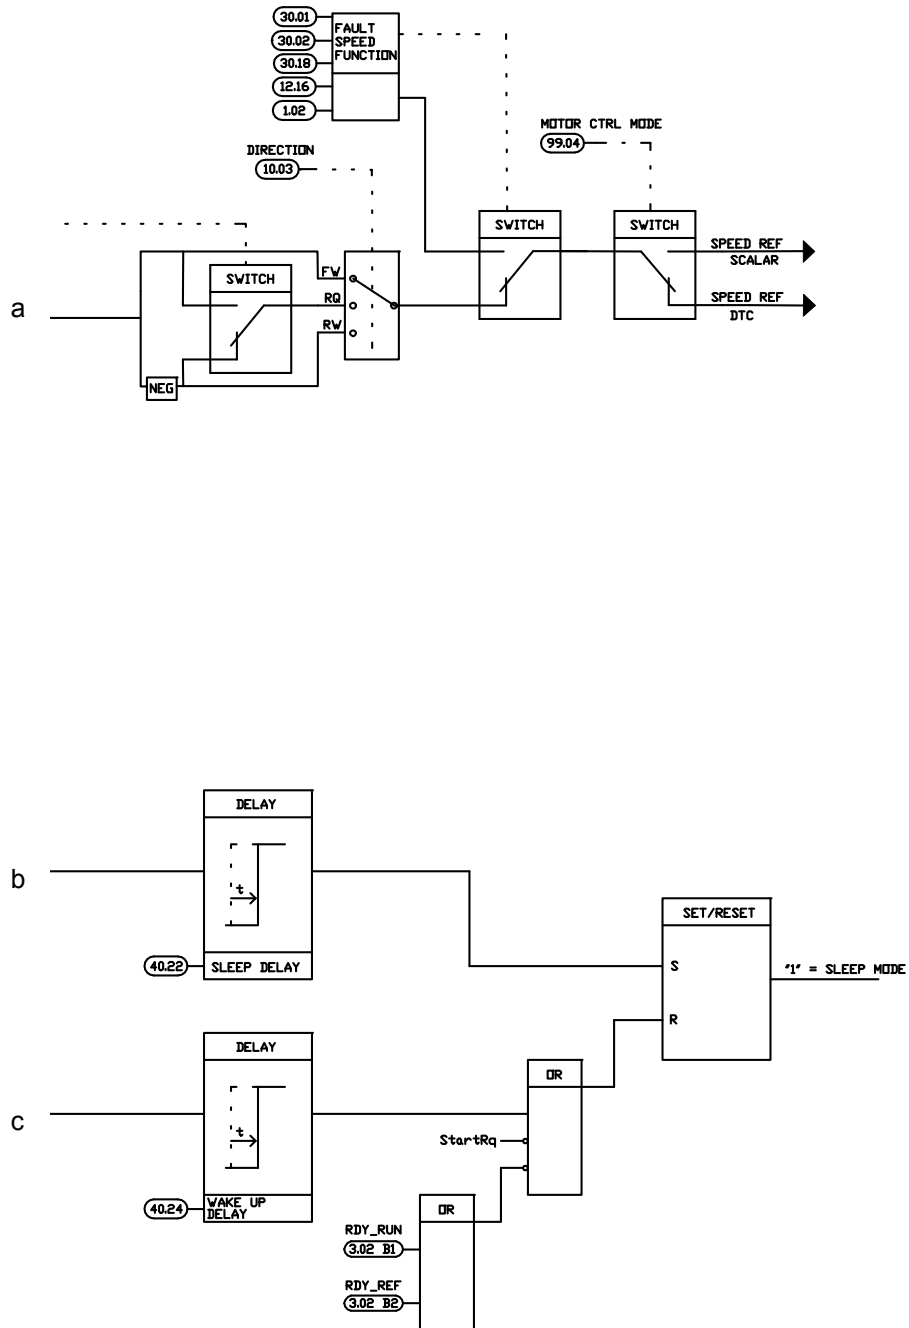 30.01
FAULT
30.02
SPEED
FUNCTION
30.18
12.16
1.02
MOTOR CTRL MODE
99.04
DIRECTION
10.03
SWITCH
SWITCH
SPEED REF
SCALAR
FW
SWITCH
a
RQ
SPEED REF
DTC
RW
NEG
DELAY
t
b
SET/RESET
40.22
SLEEP DELAY
S
"1" = SLEEP MODE
R
DELAY
OR
c
t
StartRq
40.24
WAKE UP
DELAY
OR
RDY_RUN
3.02 B1
RDY_REF
3.02 B2